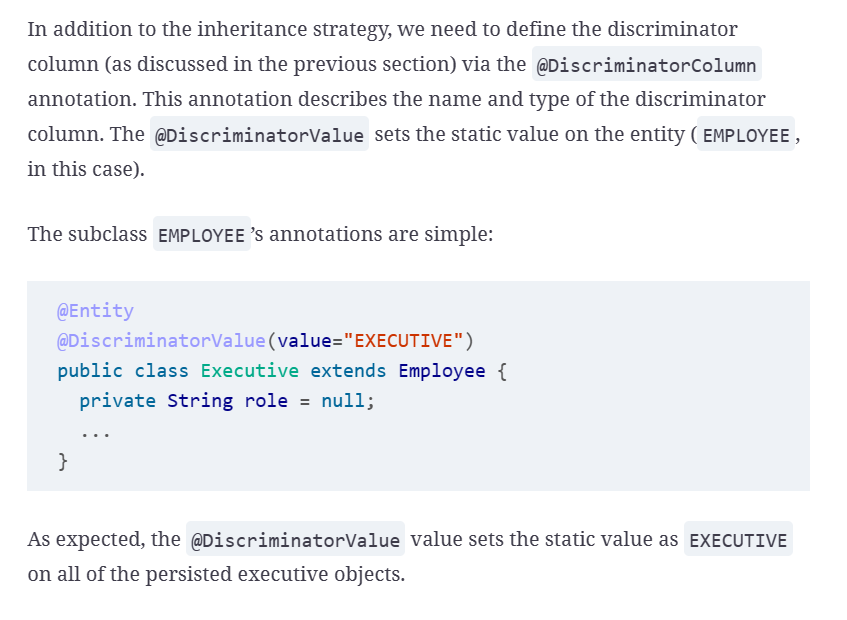 In addition to the inheritance strategy, we need to define the discriminator
column (as discussed in the previous section) via the @DiscriminatorColumn
annotation. This annotation describes the name and type of the discriminator
column. The @DiscriminatorValue sets the static value on the entity ( EMPLOYEE ,
in this case).
The subclass EMPLOYEE ’s annotations are simple:
@Entity
@DiscriminatorValue(value="EXECUTIVE")
public class Executive extends Employee {
  private String role = null;
  ...
}
As expected, the @DiscriminatorValue value sets the static value as EXECUTIVE
on all of the persisted executive objects.